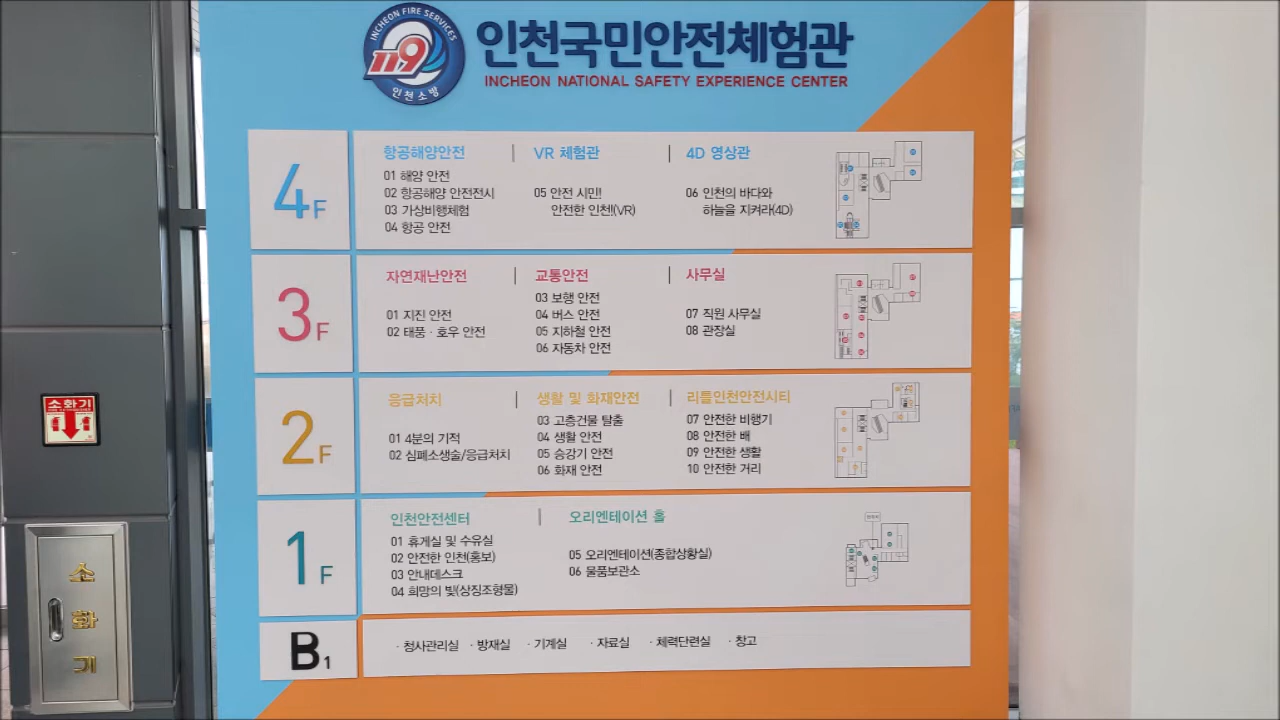 INCHEON FIRE SERVICES
119
인천소방
인천국민안전체험관
INCHEON NATIONAL SAFETY EXPERIENCE CENTER
4F
항공해양안전
01 해양 안전
02 항공해양 안전전시
03 가상비행체험
04 항공 안전
VR 체험관
05 안전 시민!
안전한 인천!(VR)
4D 영상관
06 인천의 바다와
하늘을 지켜라(4D)
3F
자연재난안전
01 지진 안전
02 태풍 · 호우 안전
교통안전
03 보행 안전
04 버스 안전
05 지하철 안전
06 자동차 안전
사무실
07 직원 사무실
08 관장실
2F
응급처치
01 4분의 기적
02 심폐소생술/응급처치
생활 및 화재안전
03 고층건물 탈출
04 생활 안전
05 승강기 안전
06 화재 안전
리틀인천안전시티
07 안전한 비행기
08 안전한 배
09 안전한 생활
10 안전한 거리
1F
인천안전센터
01 휴게실 및 수유실
02 안전한 인천(홍보)
03 안내데스크
04 희망의 빛(상징조형물)
오리엔테이션 홀
05 오리엔테이션(종합상황실)
06 물품보관소
B1
· 청사관리실 · 방재실 · 기계실 · 자료실 · 체력단련실 · 창고
소화기
소
화
기